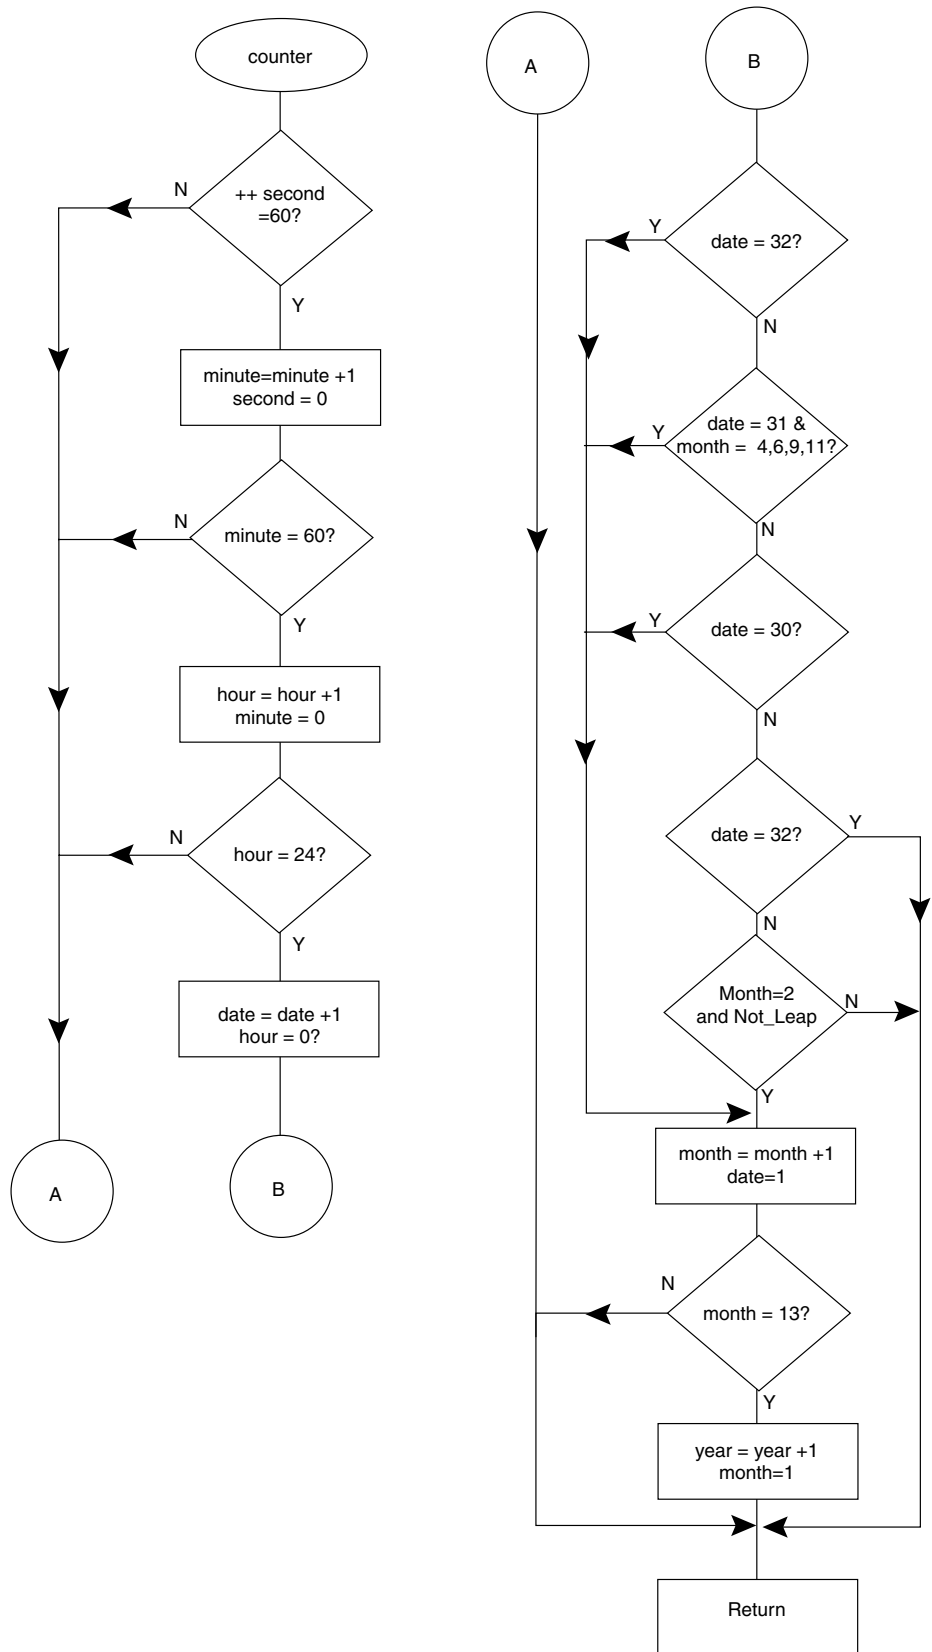 counter
++ second
=60?
N
Y
minute=minute +1
second = 0
minute = 60?
N
Y
hour = hour +1
minute = 0
hour = 24?
N
Y
date = date +1
hour = 0?
A
B
A
B
date = 32?
Y
N
date = 31 &
month =  4,6,9,11?
Y
N
date = 30?
Y
N
date = 32?
Y
N
Month=2
and Not_Leap
N
Y
month = month +1
date=1
month = 13?
N
Y
year = year +1
month=1
Return